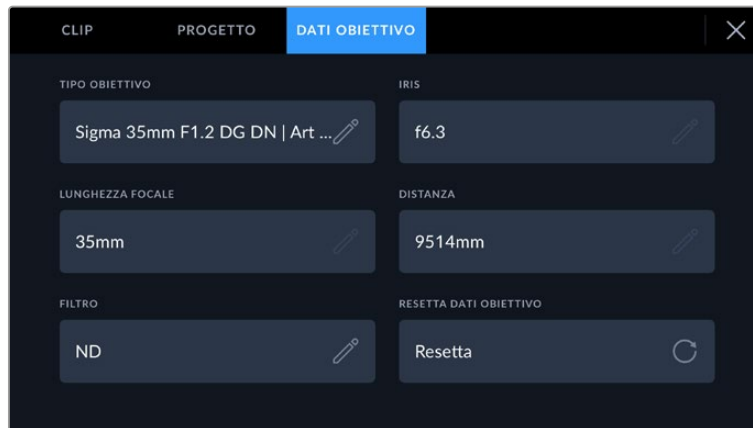 CLIP PROGETTO DATI OBIETTIVO
TIPO OBIETTIVO IRIS
Sigma 35mm F1.2 DG DN | Art ... f6.3
LUNGHEZZA FOCALE DISTANZA
35mm 9514mm
FILTRO RESETTA DATI OBIETTIVO
ND Resetta